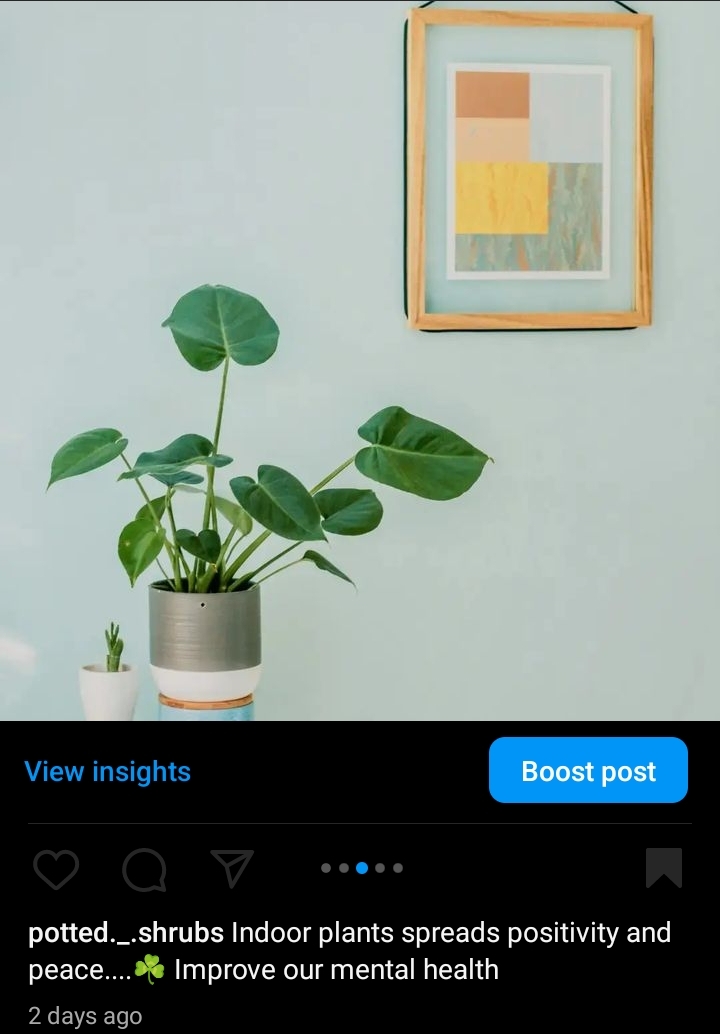 View insights
Boost post
potted._.shrubs Indoor plants spreads positivity and
peace....☘️ Improve our mental health
2 days ago